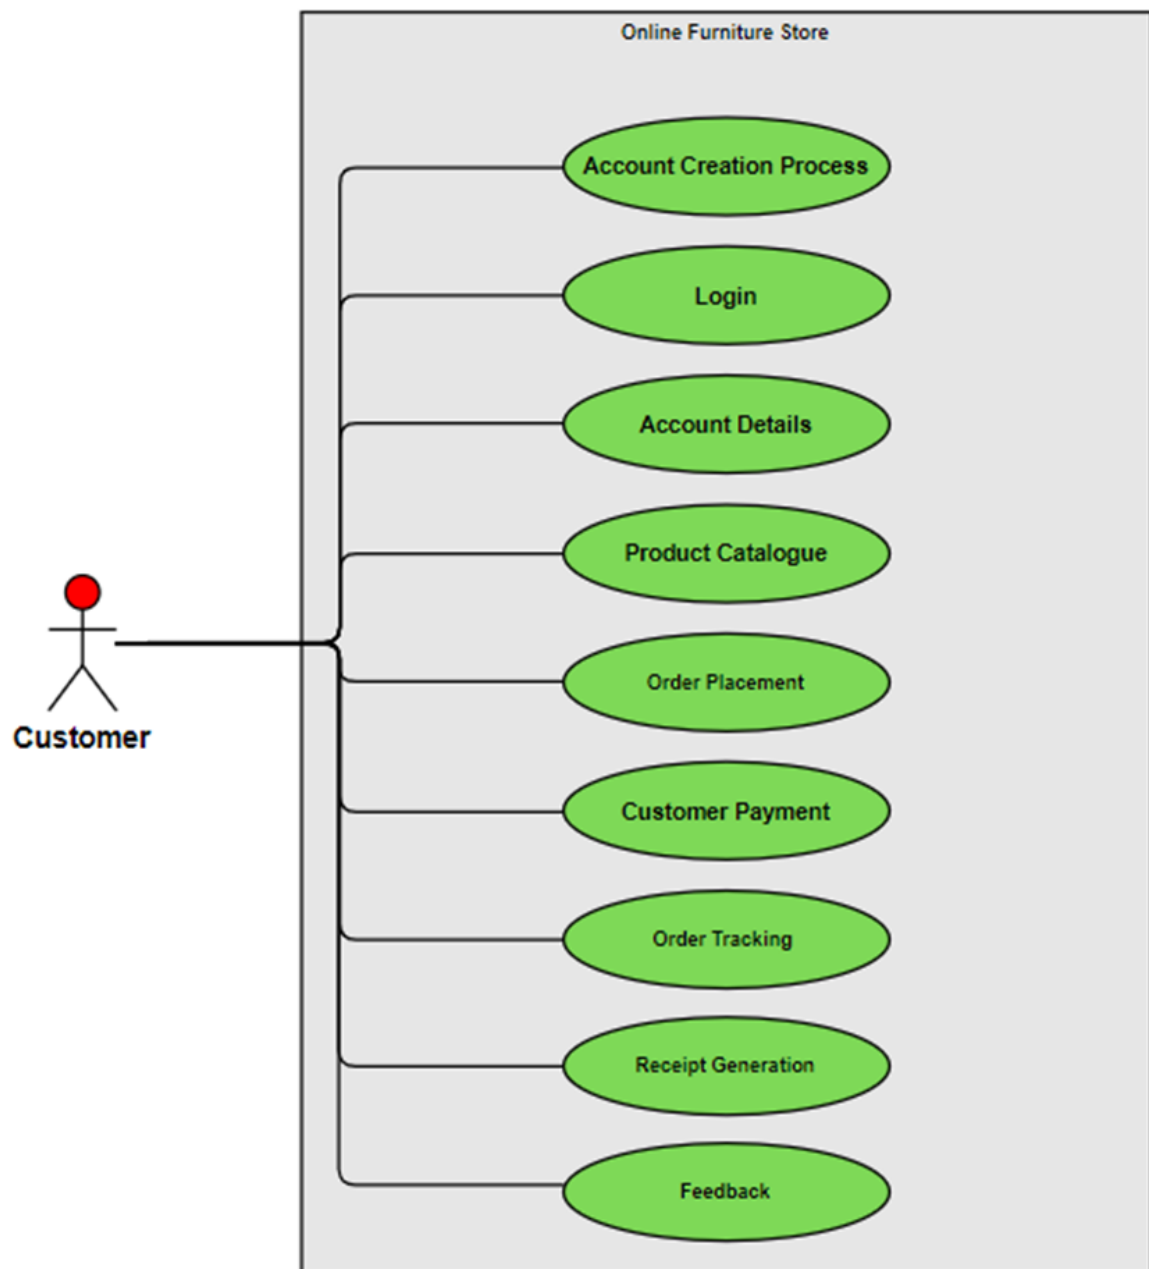 Online Furniture Store
Account Creation Process
Login
Account Details
Product Catalogue
Order Placement
Customer Payment
Order Tracking
Receipt Generation
Feedback
Customer